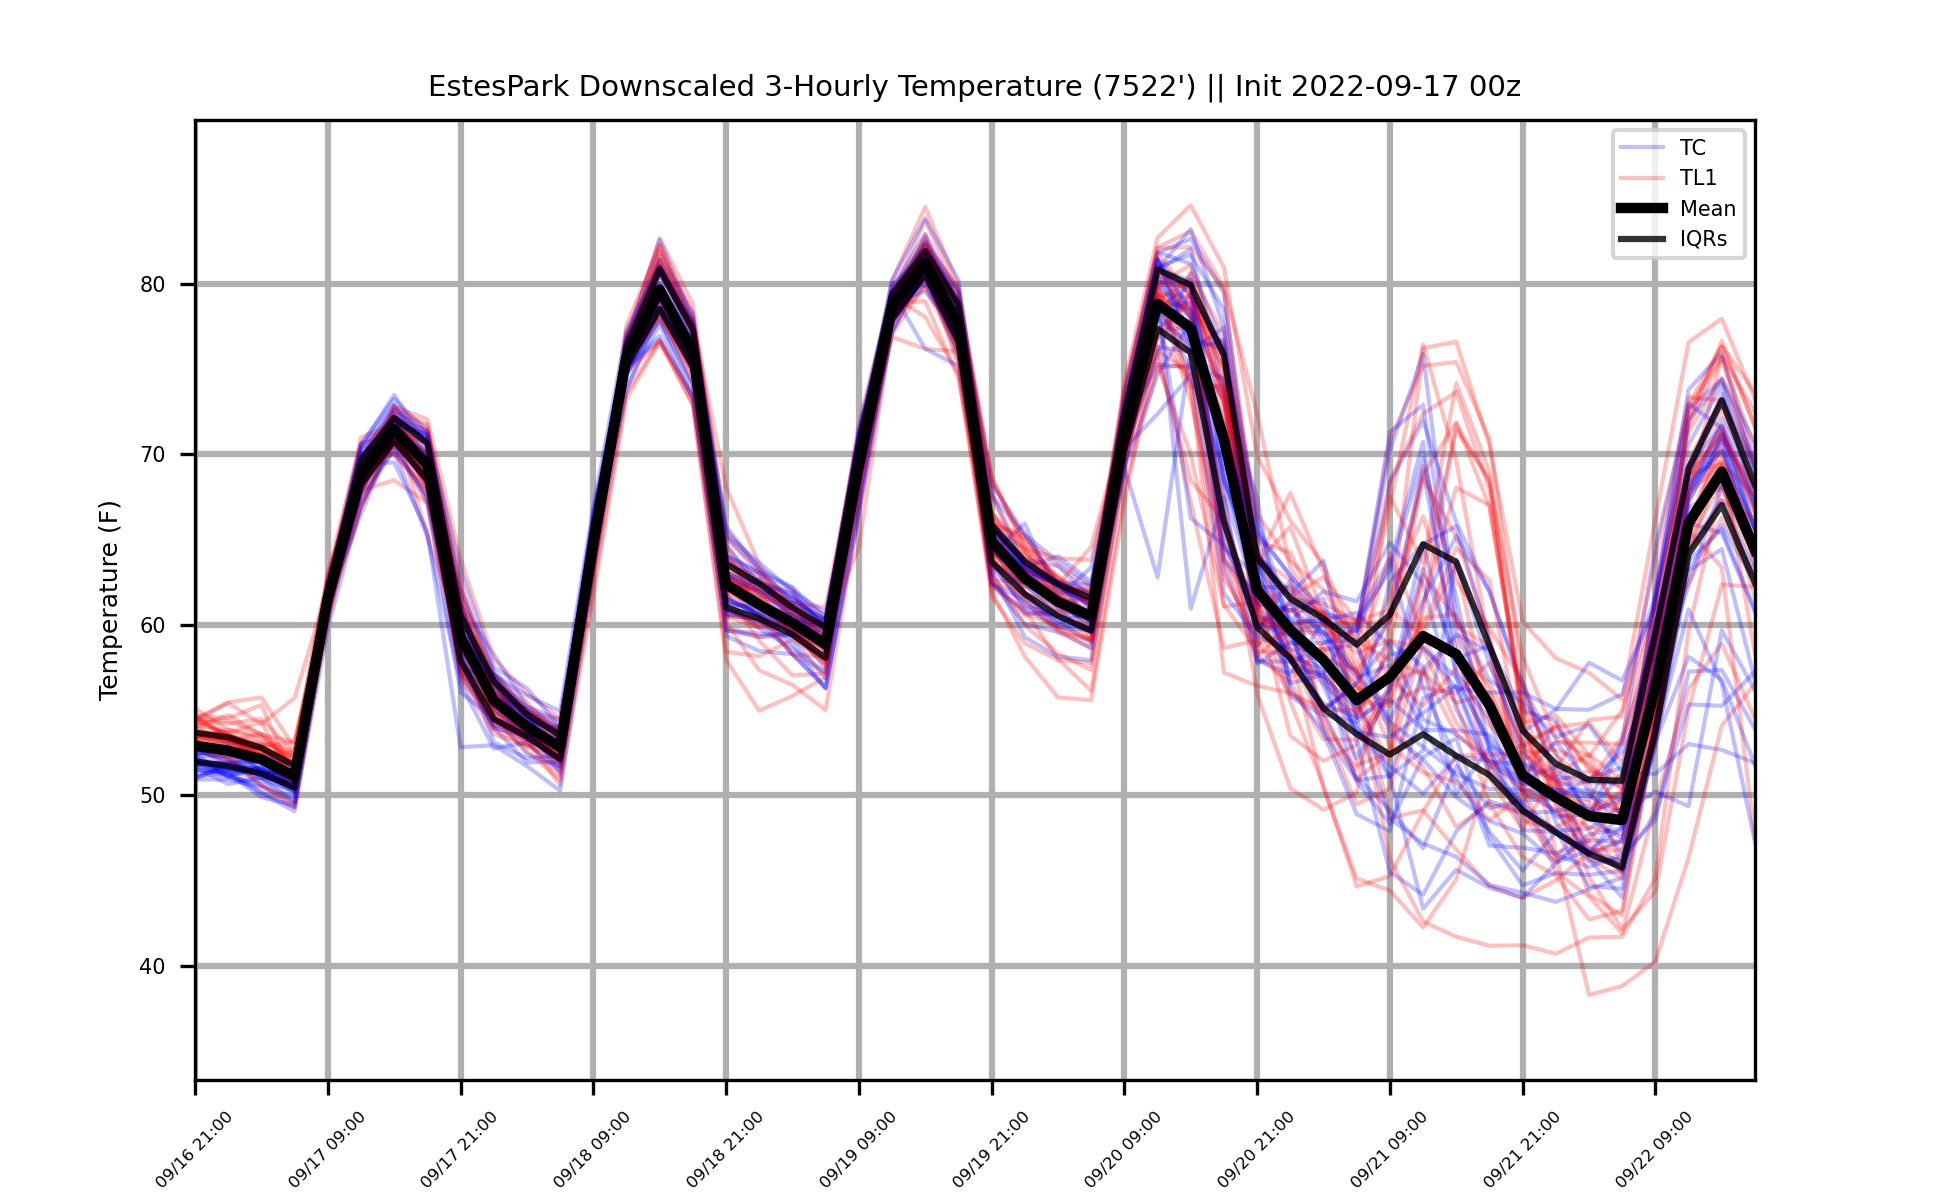 EstesPark Downscaled 3-Hourly Temperature (7522') || Init 2022-09-17 00z
TC
TL1
Mean
IQRs
Temperature (F)
80
70
60
50
40
09/16 21:00
09/17 09:00
09/17 21:00
09/18 09:00
09/18 21:00
09/19 09:00
09/19 21:00
09/20 09:00
09/20 21:00
09/21 09:00
09/21 21:00
09/22 09:00